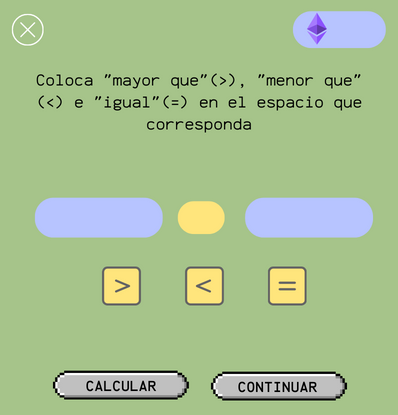 Coloca "mayor que"(>), "menor que"
(<) e "igual"(=) en el espacio que
corresponda
> < =
CALCULAR CONTINUAR